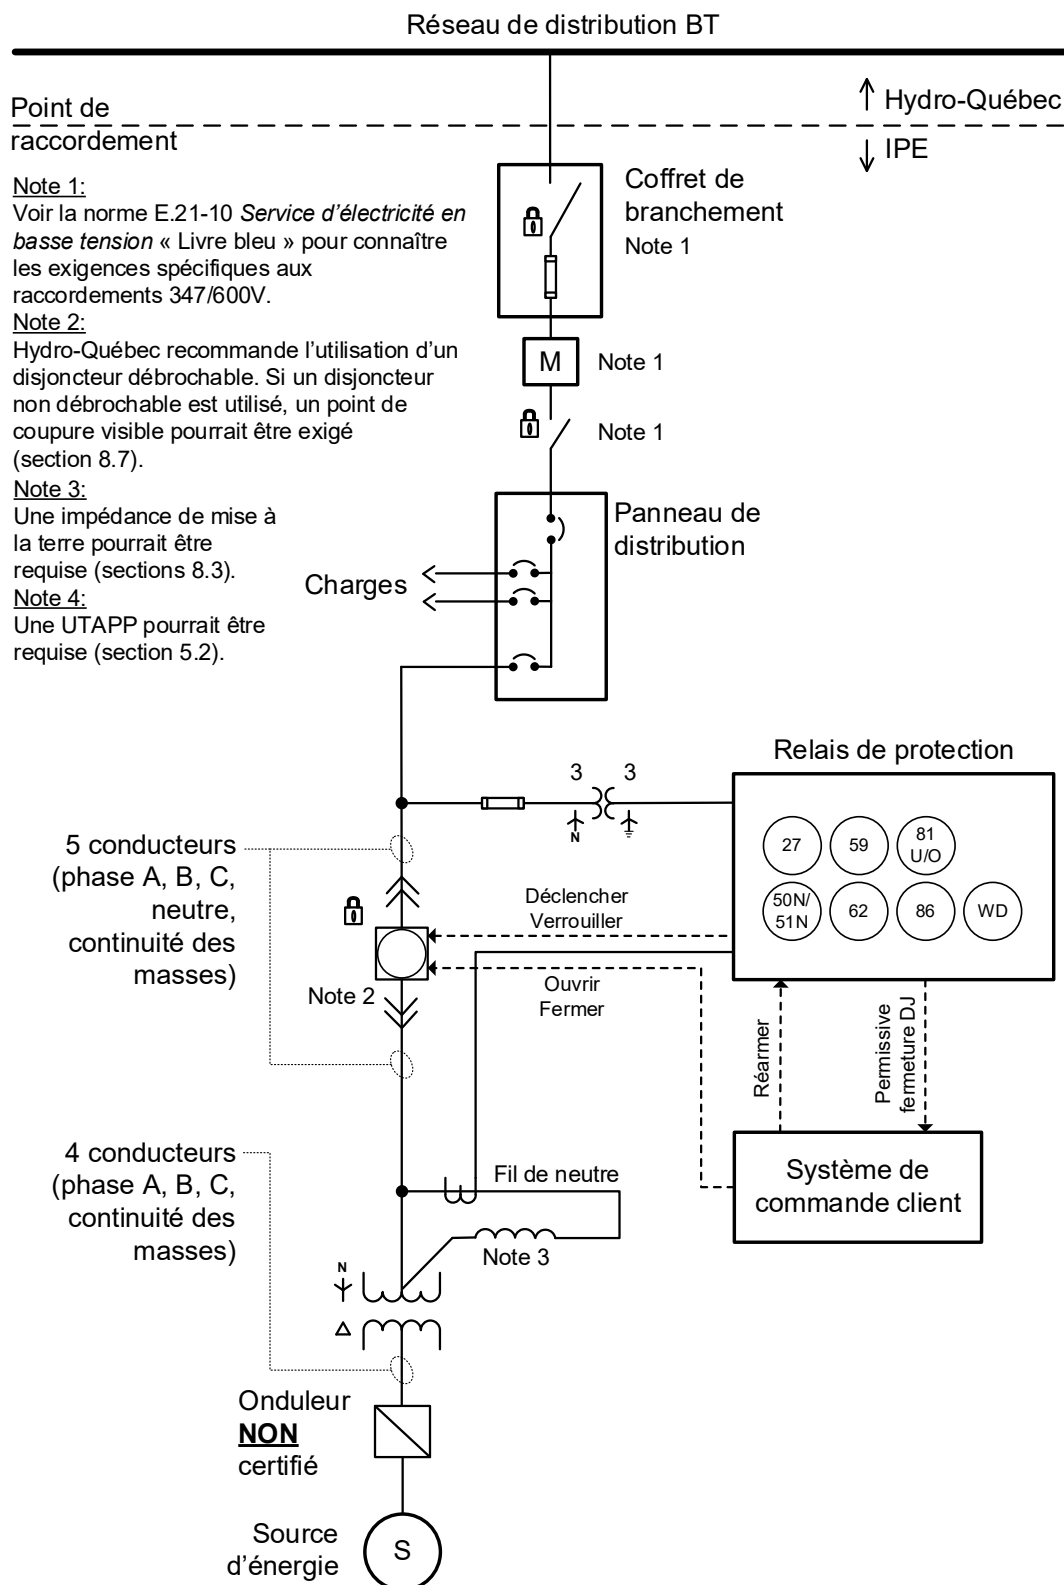 Réseau de distribution BT
Point de
raccordement
Hydro-Québec
IPE
Note 1:
Voir la norme E.21-10 Service d'électricité en
basse tension « Livre bleu » pour connaître
les exigences spécifiques aux
raccordements 347/600V.
Note 2:
Hydro-Québec recommande l'utilisation d'un
disjoncteur débrochable. Si un disjoncteur
non débrochable est utilisé, un point de
coupure visible pourrait être exigé
(section 8.7).
Note 3:
Une impédance de mise à
la terre pourrait être
requise (sections 8.3).
Note 4:
Une UTAPP pourrait être
requise (section 5.2).
Coffret de
branchement
Note 1
M
Note 1
Note 1
Panneau de
distribution
Charges
Relais de protection
3 3
N
27
59
81
U/O
50N/
51N
62
86
WD
5 conducteurs
(phase A, B, C,
neutre,
continuité des
masses)
Déclencher
Verrouiller
Note 2
Ouvrir
Fermer
Réarmer
Permissive
fermeture DJ
4 conducteurs
(phase A, B, C,
continuité des
masses)
Fil de neutre
Système de
commande client
Note 3
N
Onduleur
NON
certifié
Source
d'énergie
S